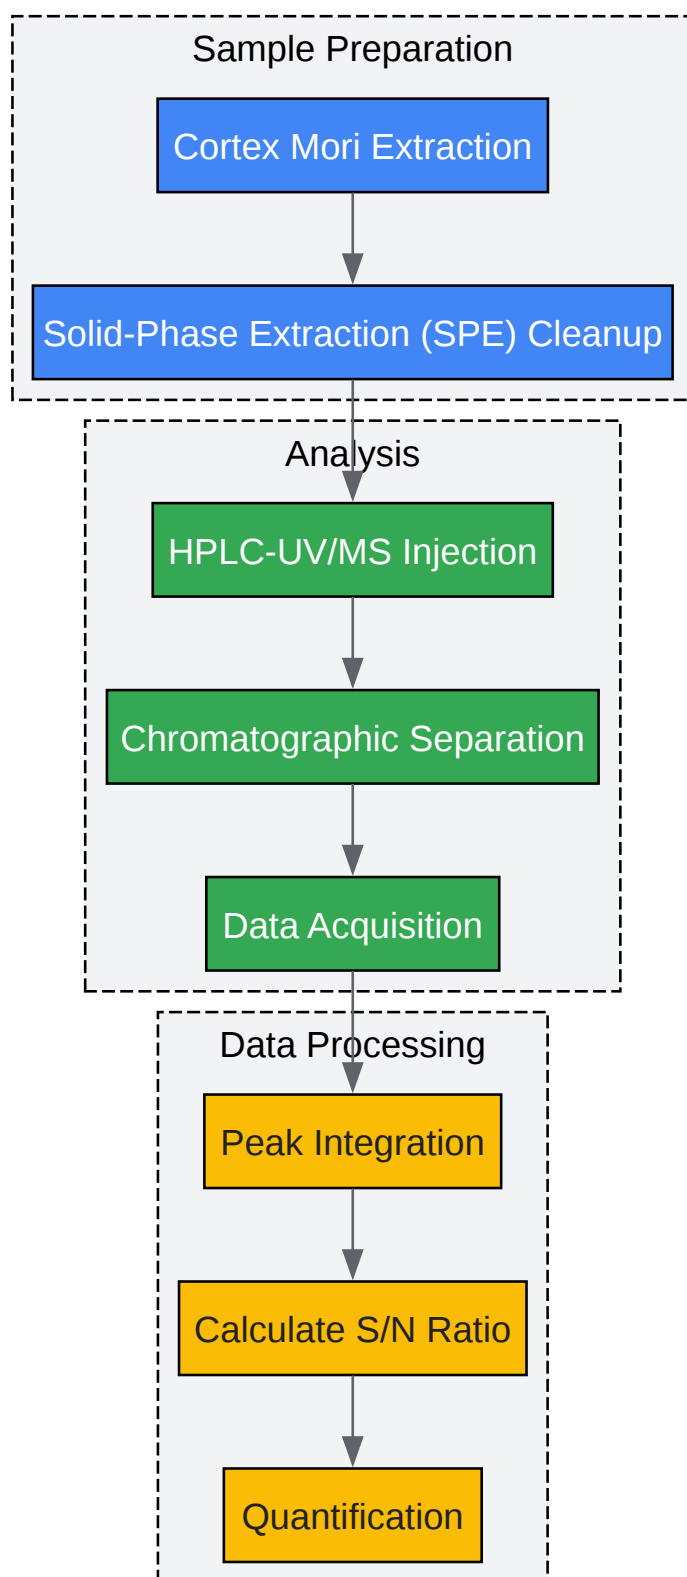 Sample Preparation
Cortex Mori Extraction
Solid-Phase Extraction (SPE) Cleanup
Analysis
HPLC-UV/MS Injection
Chromatographic Separation
Data Acquisition
Data Processing
Peak Integration
Calculate S/N Ratio
Quantification